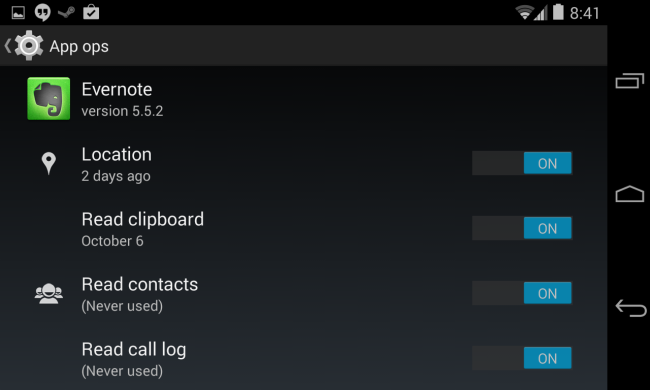 8:41
App ops
Evernote
version 5.5.2
Location
2 days ago
ON
Read clipboard
October 6
ON
Read contacts
(Never used)
ON
Read call log
(Never used)
ON